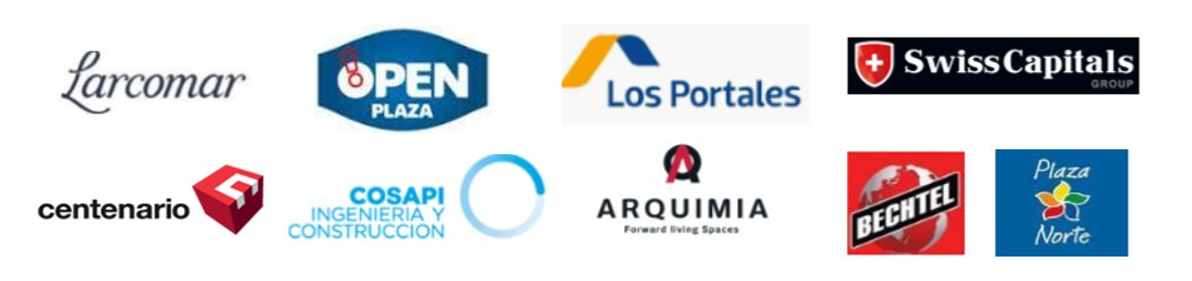 Larcomar
OPEN
PLAZA
Los Portales
SwissCapitals
GROUP
centenario
COSAPI
INGENIERIA Y
CONSTRUCCION
ARQUIMIA
Forward living Spaces
BECHTEL
Plaza
Norte